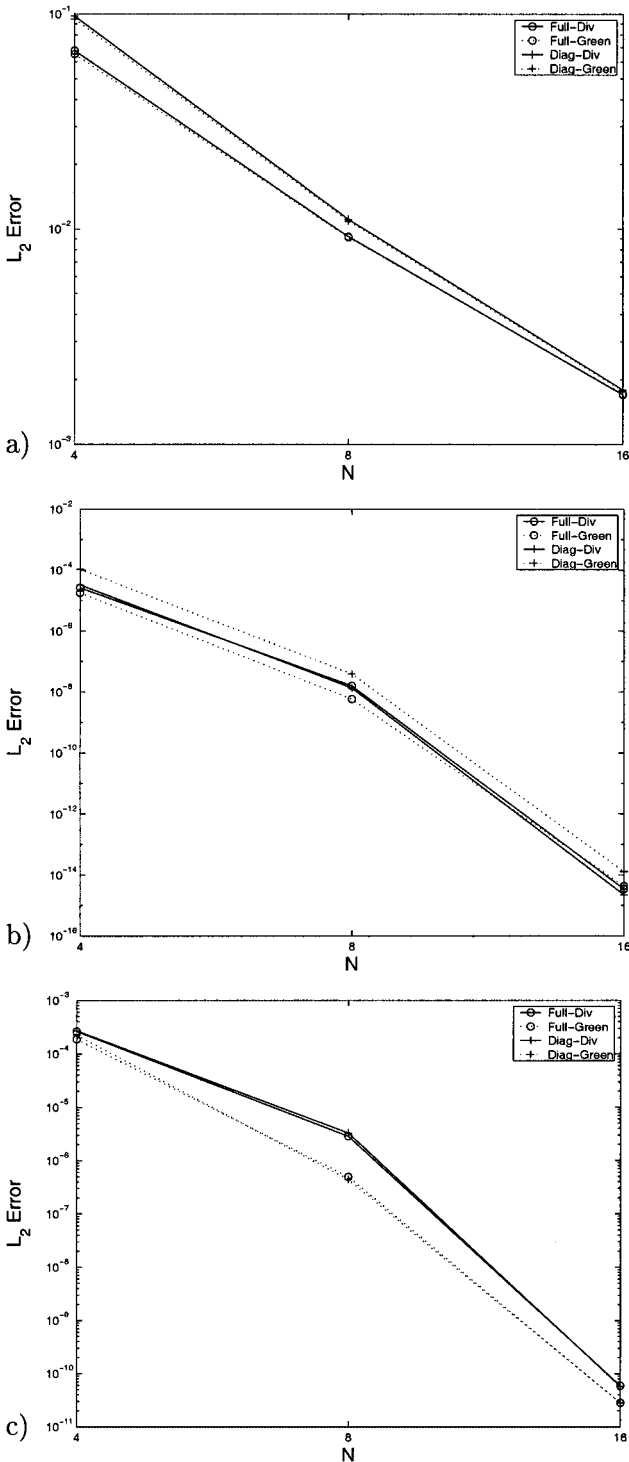 10⁻¹
Full-Div
Full-Green
Diag-Div
Diag-Green
L₂ Error
10⁻²
10⁻³
a)
4
8
16
N
10⁻²
Full-Div
Full-Green
Diag-Div
Diag-Green
10⁻⁴
10⁻⁶
L₂ Error
10⁻⁸
10⁻¹⁰
10⁻¹²
10⁻¹⁴
10⁻¹⁶
b)
4
8
16
N
10⁻³
Full-Div
Full-Green
Diag-Div
Diag-Green
10⁻⁴
10⁻⁵
10⁻⁶
L₂ Error
10⁻⁷
10⁻⁸
10⁻⁹
10⁻¹⁰
10⁻¹¹
c)
4
8
16
N